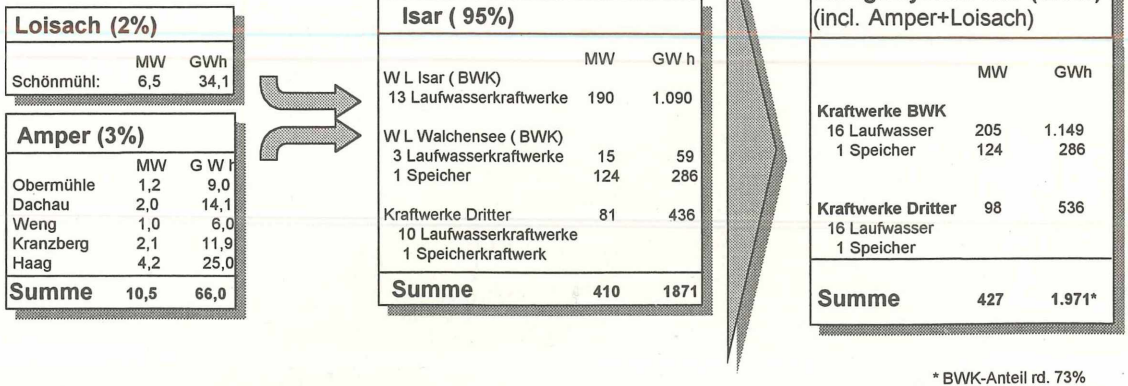 Loisach (2%)
MW GWh
Schönmühl: 6,5 34,1
Amper (3%)
MW G W h
Obermühle 1,2 9,0
Dachau 2,0 14,1
Weng 1,0 6,0
Kranzberg 2,1 11,9
Haag 4,2 25,0
Summe 10,5 66,0
Isar ( 95%)
MW GW h
W L Isar ( BWK)
13 Laufwasserkraftwerke 190 1.090
W L Walchensee ( BWK)
3 Laufwasserkraftwerke 15 59
1 Speicher 124 286
Kraftwerke Dritter 81 436
10 Laufwasserkraftwerke
1 Speicherkraftwerk
Summe 410 1871
(incl. Amper+Loisach)
MW GWh
Kraftwerke BWK
16 Laufwasser 205 1.149
1 Speicher 124 286
Kraftwerke Dritter 98 536
16 Laufwasser
1 Speicher
Summe 427 1.971*
* BWK-Anteil rd. 73%